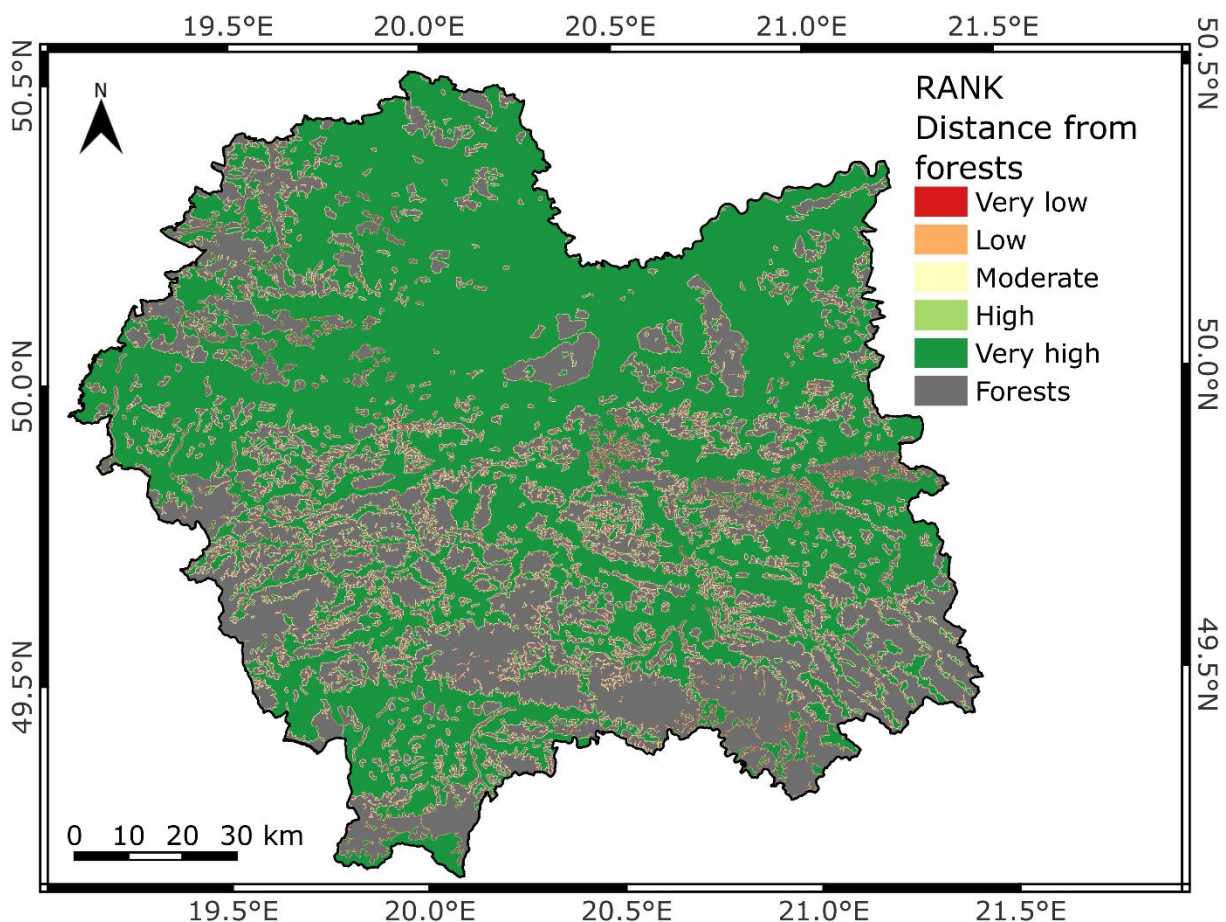 19.5°E 20.0°E 20.5°E 21.0°E 21.5°E
50.5°N
50.5°N
N
RANK
Distance from
forests
Very low
Low
Moderate
High
Very high
Forests
50.0°N
50.0°N
49.5°N
49.5°N
0 10 20 30 km
19.5°E 20.0°E 20.5°E 21.0°E 21.5°E